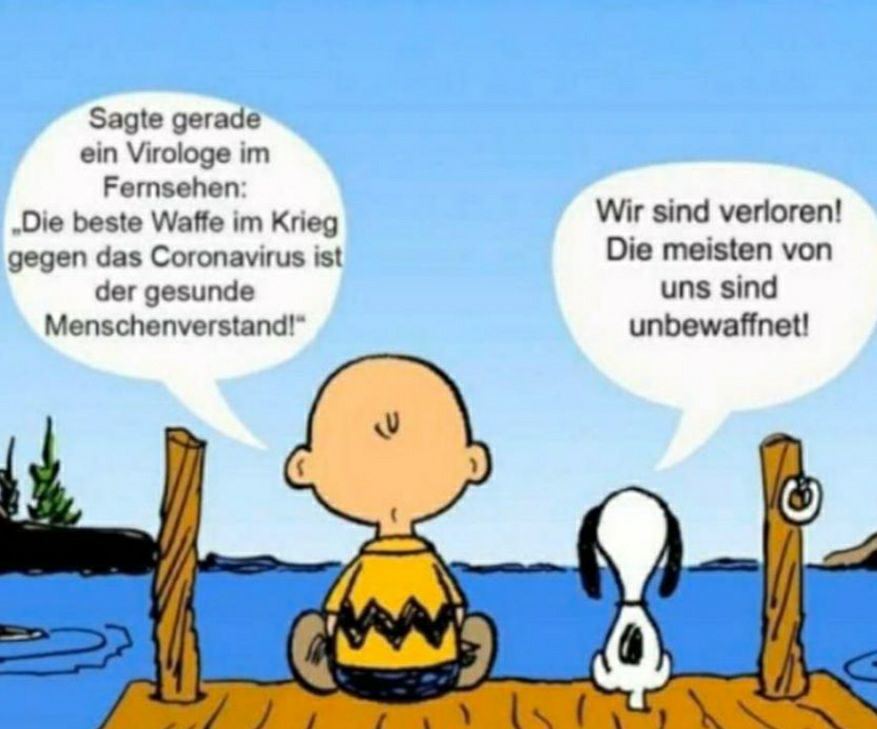 Sagte gerade
ein Virologe im
Fernsehen:
„Die beste Waffe im Krieg
gegen das Coronavirus ist
der gesunde
Menschenverstand!“
Wir sind verloren!
Die meisten von
uns sind
unbewaffnet!